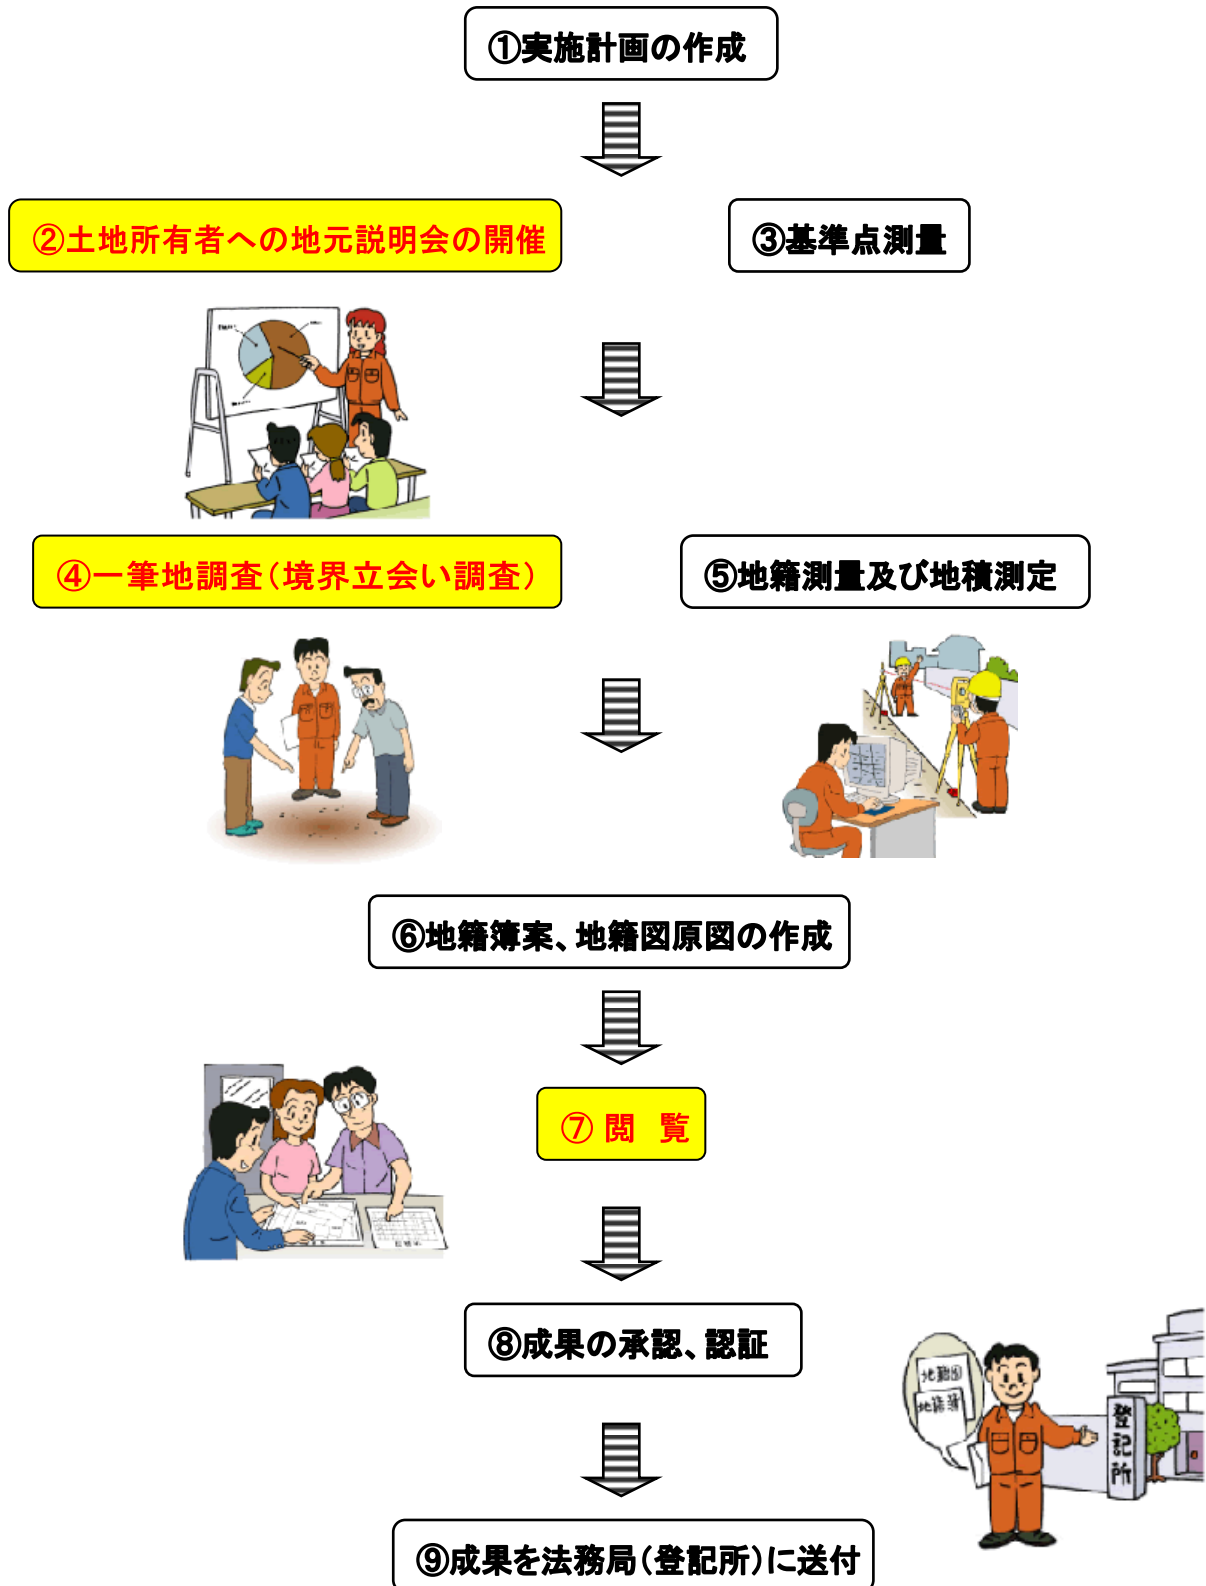 ①実施計画の作成
②土地所有者への地元説明会の開催
③基準点測量
④一筆地調査(境界立会い調査)
⑤地籍測量及び地積測定
⑥地籍簿案、地籍図原図の作成
⑦ 閲　覧
⑧成果の承認、認証
地籍図
地籍簿
登記所
⑨成果を法務局(登記所)に送付